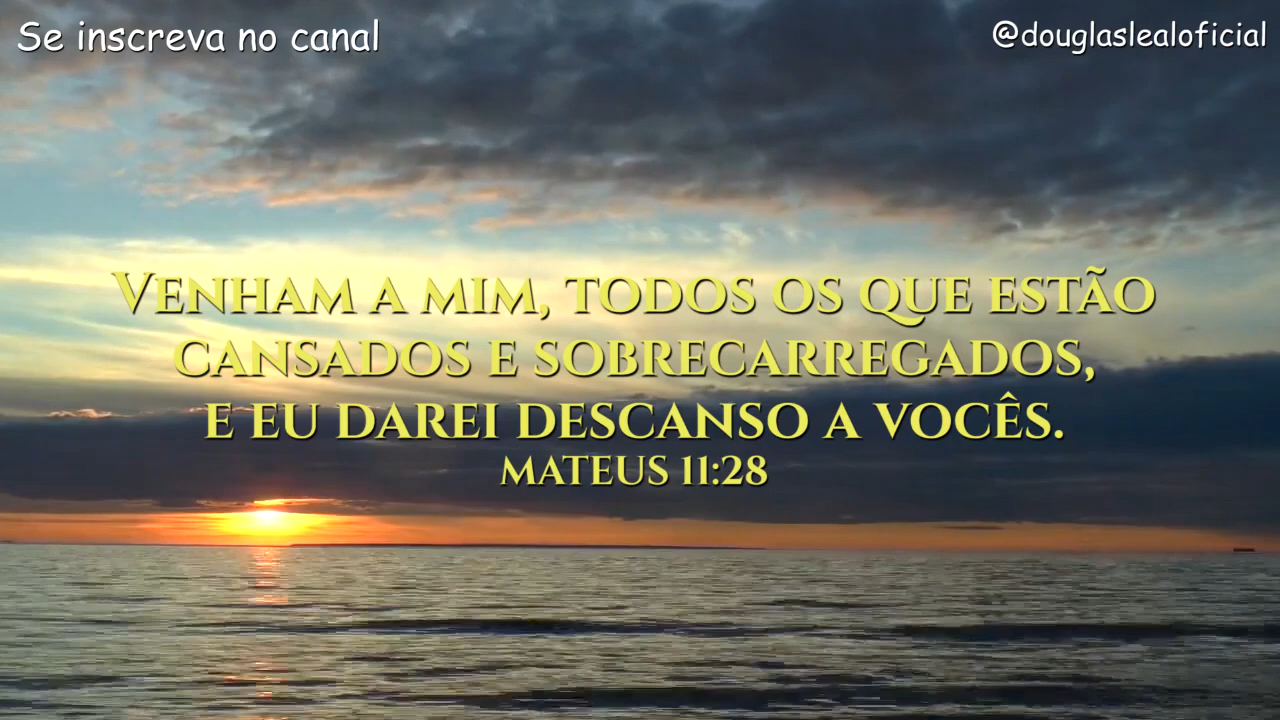 Se inscreva no canal
@douglaslealoficial
Venham a mim, todos os que estão
cansados e sobrecarregados,
e eu darei descanso a vocês.
Mateus 11:28